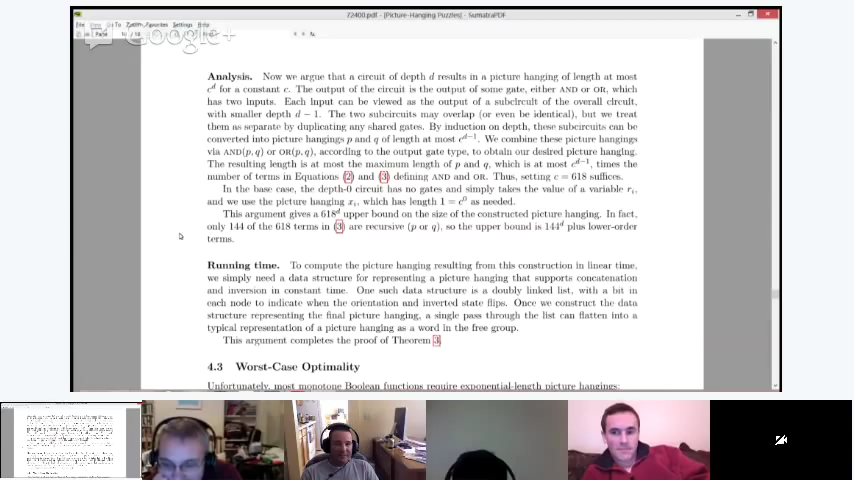 72400.pdf - [Picture-Hanging Puzzles] - SumatraPDF
File View Go To Zoom Favorites Settings Help
Google+
Page:
Analysis. Now we argue that a circuit of depth d results in a picture hanging of length at most
c^d for a constant c. The output of the circuit is the output of some gate, either AND or OR, which
has two inputs. Each input can be viewed as the output of a subcircuit of the overall circuit,
with smaller depth d − 1. The two subcircuits may overlap (or even be identical), but we treat
them as separate by duplicating any shared gates. By induction on depth, these subcircuits can be
converted into picture hangings p and q of length at most c^{d−1}. We combine these picture hangings
via AND(p, q) or OR(p, q), according to the output gate type, to obtain our desired picture hanging.
The resulting length is at most the maximum length of p and q, which is at most c^{d−1}, times the
number of terms in Equations (2) and (3) defining AND and OR. Thus, setting c = 618 suffices.
In the base case, the depth-0 circuit has no gates and simply takes the value of a variable r_i,
and we use the picture hanging x_i, which has length 1 = c^0 as needed.
This argument gives a 618^d upper bound on the size of the constructed picture hanging. In fact,
only 144 of the 618 terms in (3) are recursive (p or q), so the upper bound is 144^d plus lower-order
terms.
Running time. To compute the picture hanging resulting from this construction in linear time,
we simply need a data structure for representing a picture hanging that supports concatenation
and inversion in constant time. One such data structure is a doubly linked list, with a bit in
each node to indicate when the orientation and inverted state flips. Once we construct the data
structure representing the final picture hanging, a single pass through the list can flatten into a
typical representation of a picture hanging as a word in the free group.
This argument completes the proof of Theorem 3.
4.3 Worst-Case Optimality
Unfortunately, most monotone Boolean functions require exponential-length picture hangings: